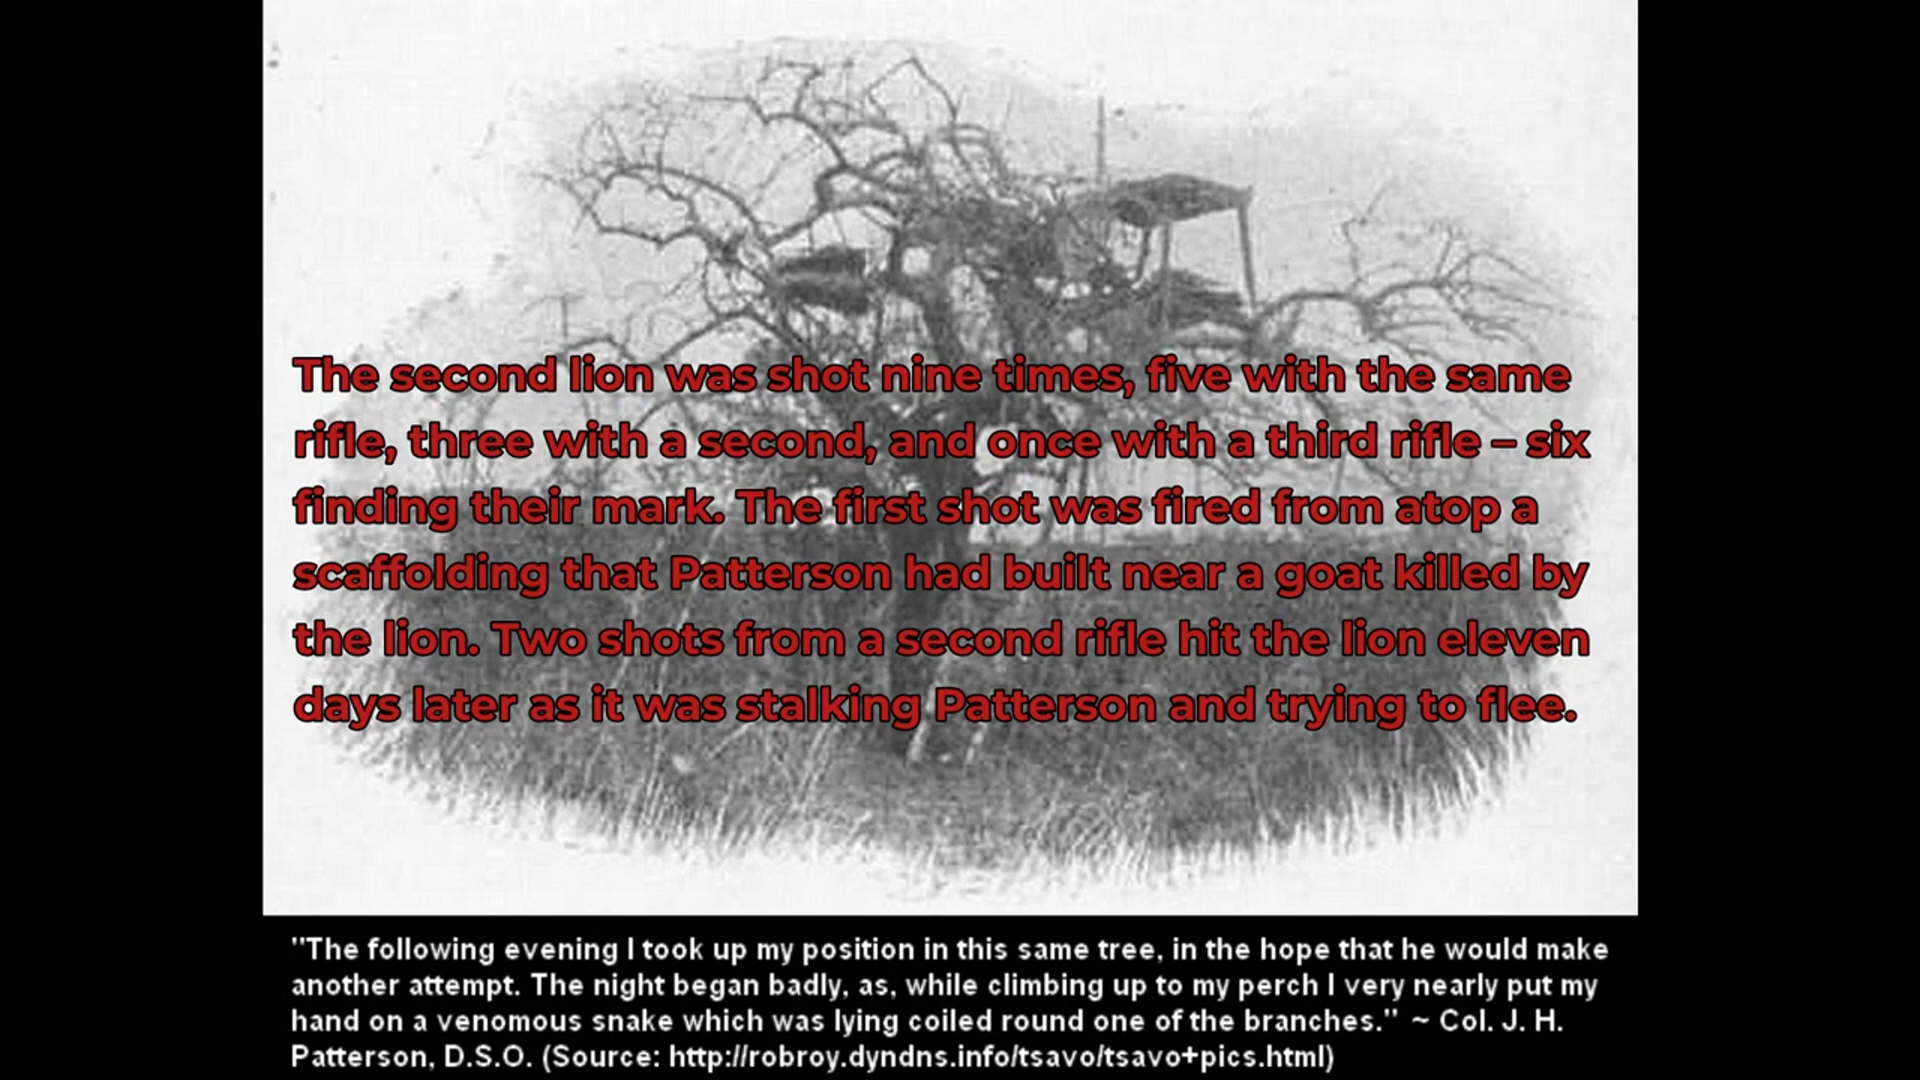 The second lion was shot nine times, five with the same
rifle, three with a second, and once with a third rifle – six
finding their mark. The first shot was fired from atop a
scaffolding that Patterson had built near a goat killed by
the lion. Two shots from a second rifle hit the lion eleven
days later as it was stalking Patterson and trying to flee.
"The following evening I took up my position in this same tree, in the hope that he would make
another attempt. The night began badly, as, while climbing up to my perch I very nearly put my
hand on a venomous snake which was lying coiled round one of the branches." ~ Col. J. H.
Patterson, D.S.O. (Source: http://robroy.dyndns.info/tsavo/tsavo+pics.html)